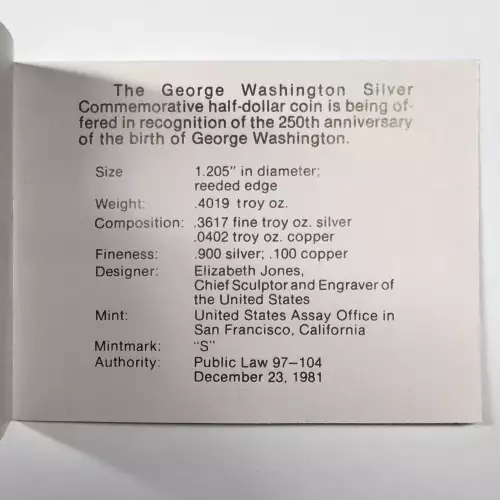 The George Washington Silver
Commemorative half-dollar coin is being of-
fered in recognition of the 250th anniversary
of the birth of George Washington.
Size 1.205" in diameter;
reeded edge
Weight: .4019 troy oz.
Composition: .3617 fine troy oz. silver
.0402 troy oz. copper
Fineness: .900 silver; .100 copper
Designer: Elizabeth Jones,
Chief Sculptor and Engraver of
the United States
Mint: United States Assay Office in
San Francisco, California
Mintmark: "S"
Authority: Public Law 97–104
December 23, 1981